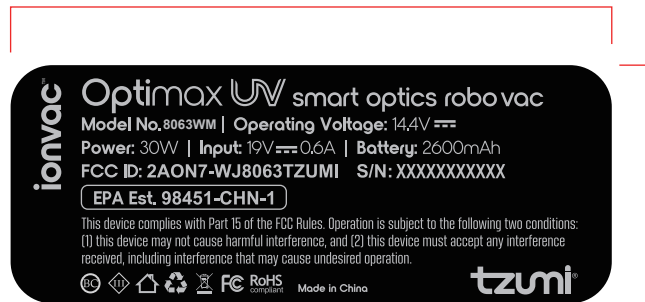 ionvac™
Optimax UV smart optics robo vac
Model No. 8063WM | Operating Voltage: 14.4V
Power: 30W | Input: 19V 0.6A | Battery: 2600mAh
FCC ID: 2AON7-WJ8063TZUMI S/N: XXXXXXXXXXX
EPA Est. 98451-CHN-1
This device complies with Part 15 of the FCC Rules. Operation is subject to the following two conditions:
(1) this device may not cause harmful interference, and (2) this device must accept any interference
received, including interference that may cause undesired operation.
BC III FC RoHS compliant Made in China
tzumi®